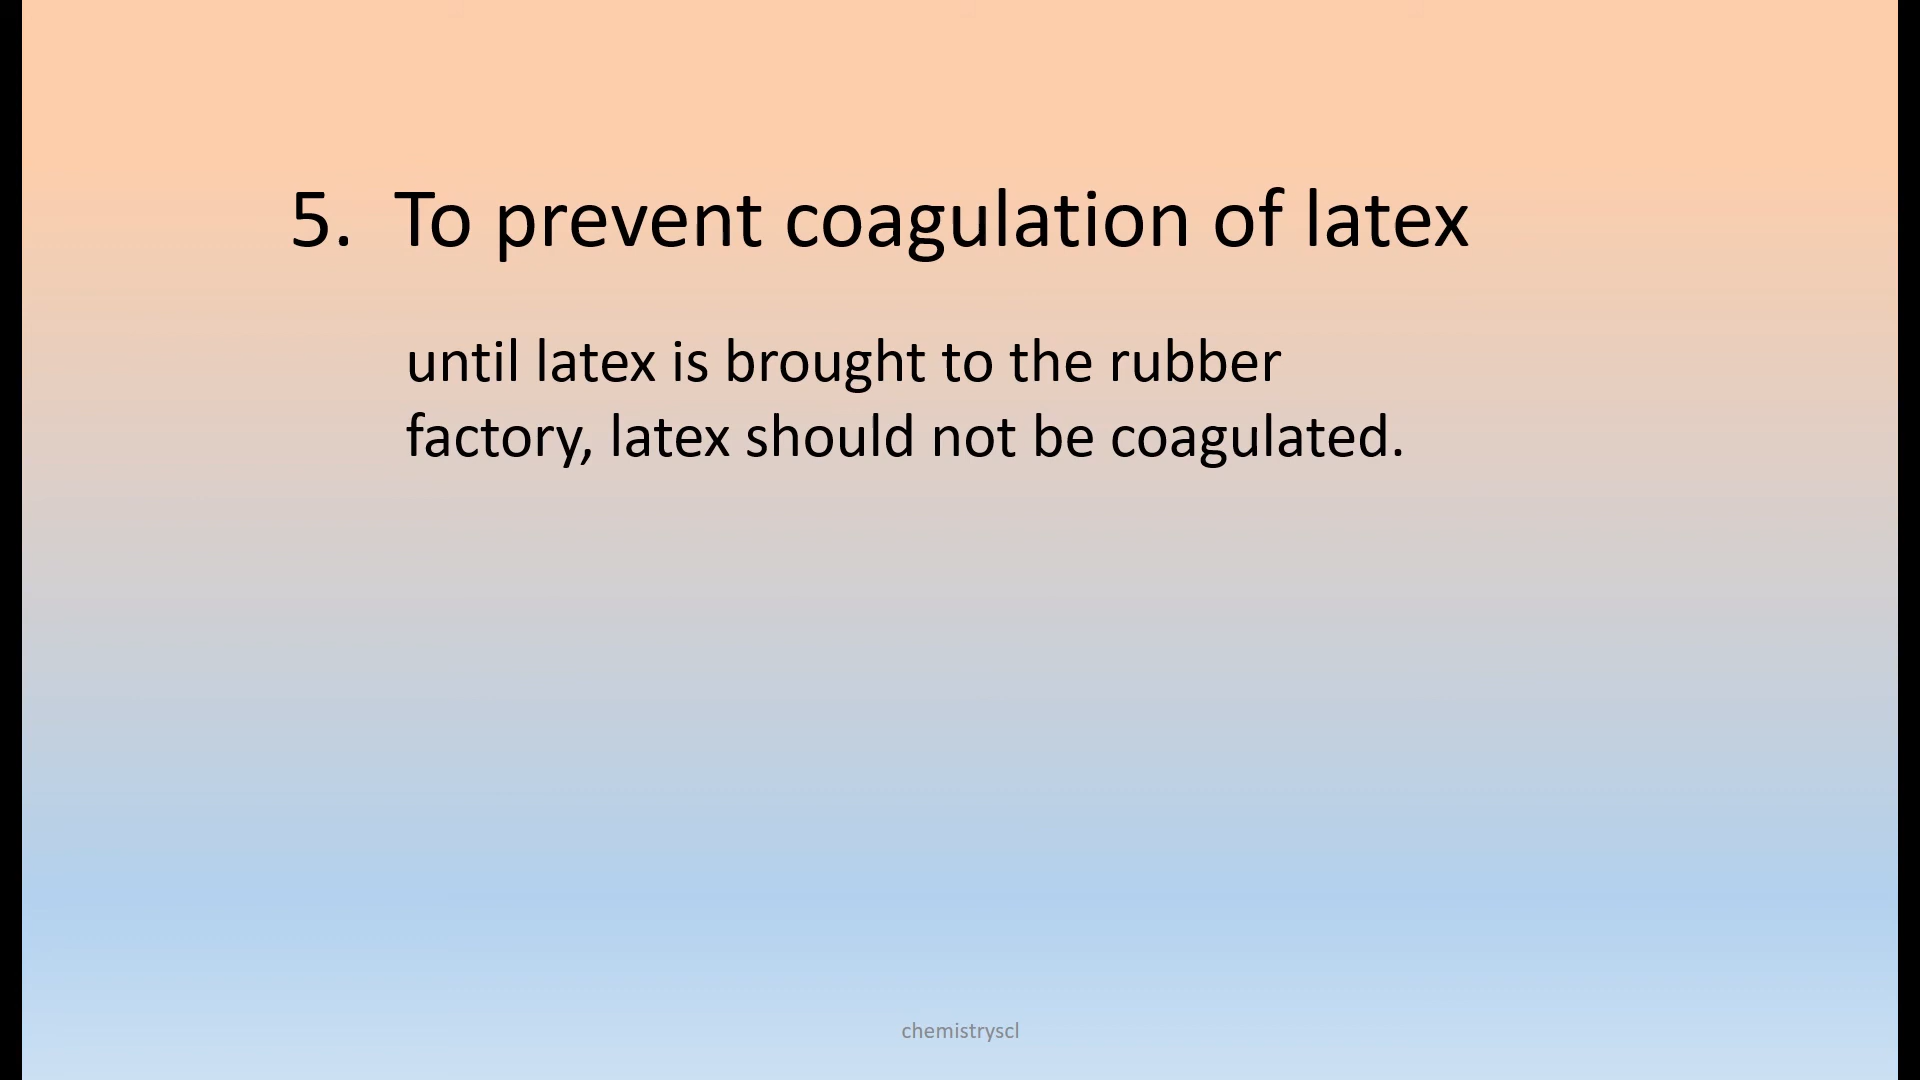 5. To prevent coagulation of latex
until latex is brought to the rubber
factory, latex should not be coagulated.
chemistryscl